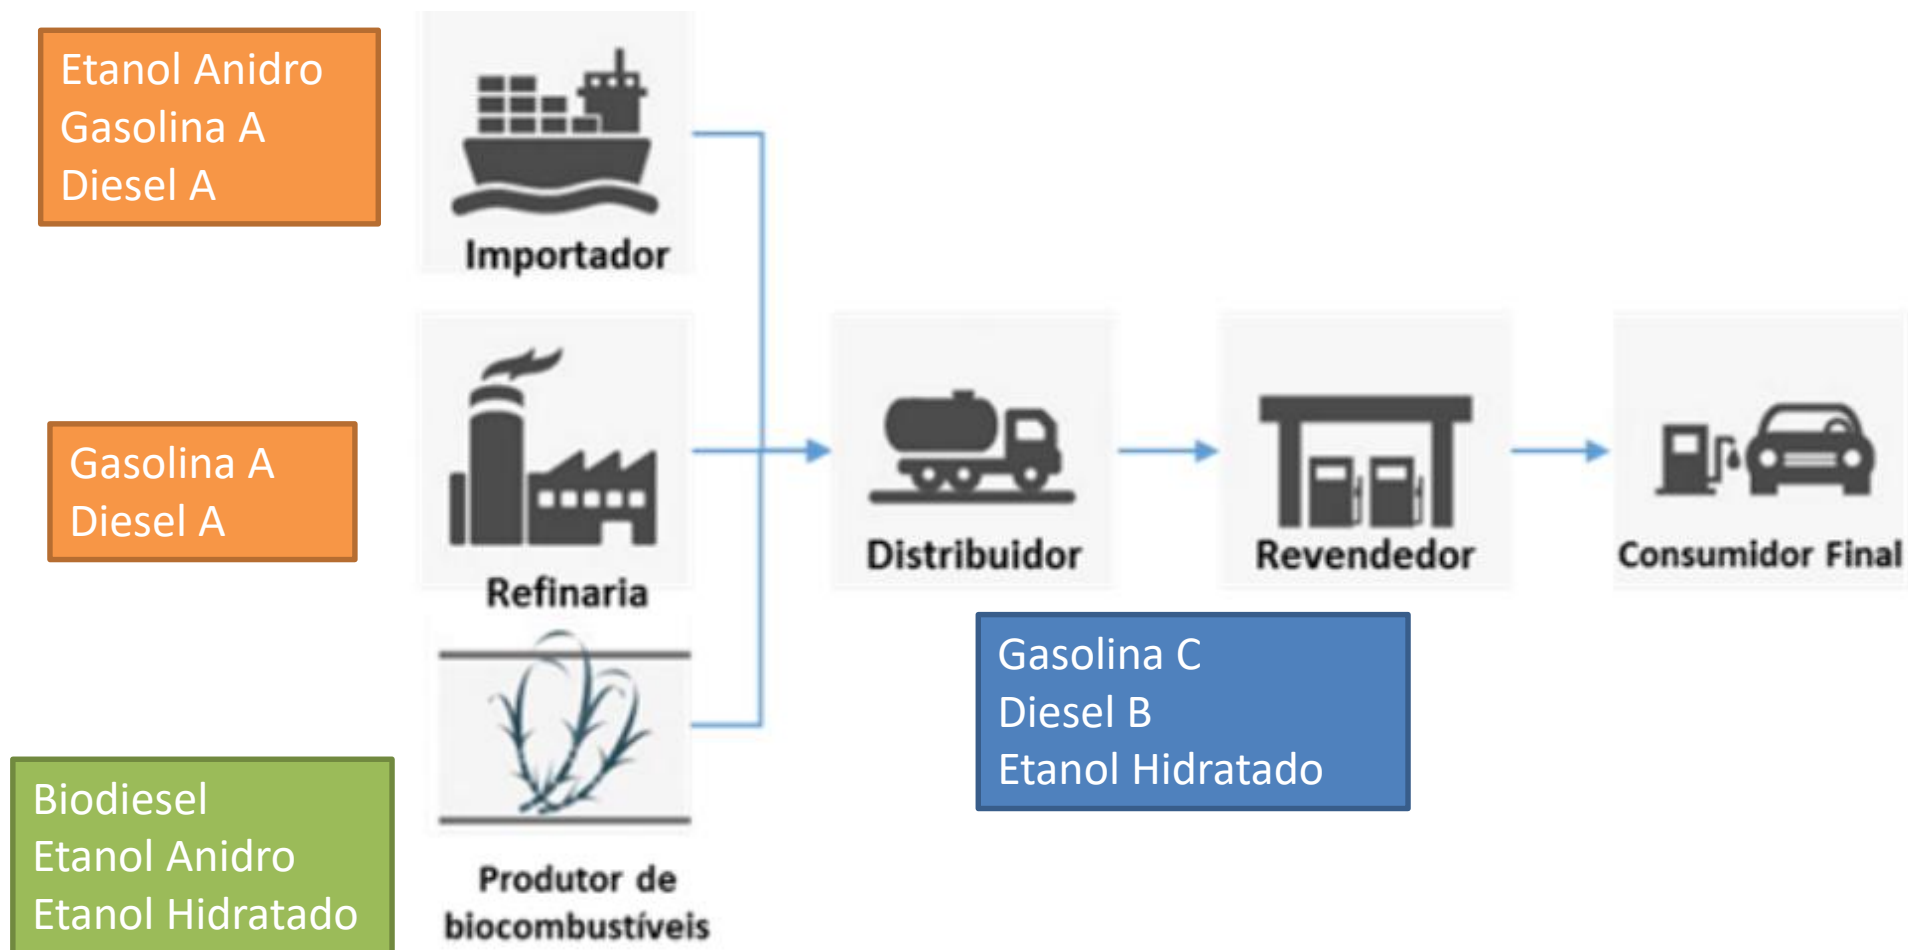 Etanol Anidro
Gasolina A
Diesel A
Importador
Gasolina A
Diesel A
Refinaria
Distribuidor
Revendedor
Consumidor Final
Gasolina C
Diesel B
Etanol Hidratado
Biodiesel
Etanol Anidro
Etanol Hidratado
Produtor de
biocombustíveis